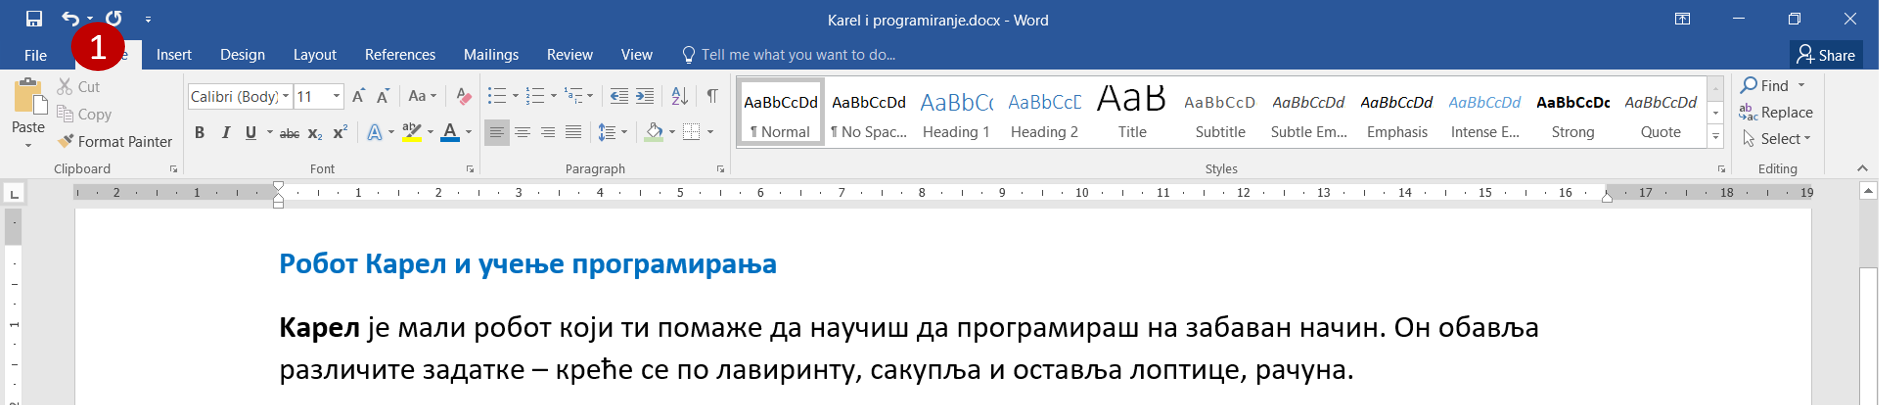 Karel i programiranje.docx - Word
File
1
Insert Design Layout References Mailings Review View Tell me what you want to do... Share
Calibri (Body) 11 Aa
Paste
Cut
Copy
Format Painter
B I U abc x₂ x² A ab A
Clipboard Font Paragraph Styles Editing
AaBbCcDd AaBbCcDd AaBbCc AaBbCcD AaB AaBbCcD AaBbCcDd AaBbCcDd AaBbCcDd AaBbCcDc AaBbCcDd
¶ Normal ¶ No Spac... Heading 1 Heading 2 Title Subtitle Subtle Em... Emphasis Intense E... Strong Quote
Find
Replace
Select
2 1 1 2 3 4 5 6 7 8 9 10 11 12 13 14 15 16 17 18 19
Робот Карел и учење програмирања
Карел је мали робот који ти помаже да научиш да програмираш на забаван начин. Он обавља
различите задатке – креће се по лавиринту, сакупља и оставља лоптице, рачуна.
1